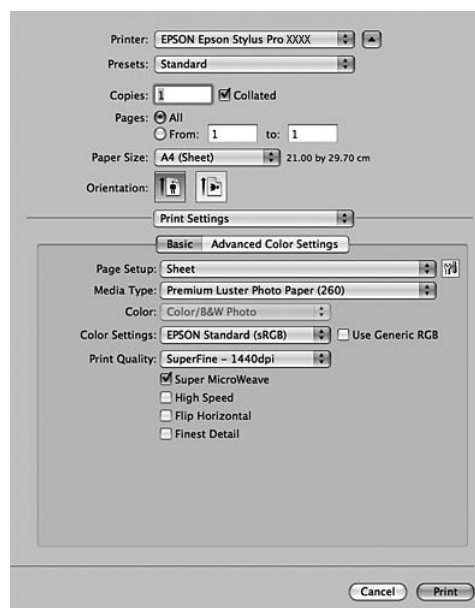 Printer: EPSON Epson Stylus Pro XXXX
Presets: Standard
Copies: 1 Collated
Pages: All
From: 1 to: 1
Paper Size: A4 (Sheet) 21.00 by 29.70 cm
Orientation:
Print Settings
Basic Advanced Color Settings
Page Setup: Sheet
Media Type: Premium Luster Photo Paper (260)
Color: Color/B&W Photo
Color Settings: EPSON Standard (sRGB) Use Generic RGB
Print Quality: SuperFine – 1440dpi
Super MicroWeave
High Speed
Flip Horizontal
Finest Detail
Cancel Print